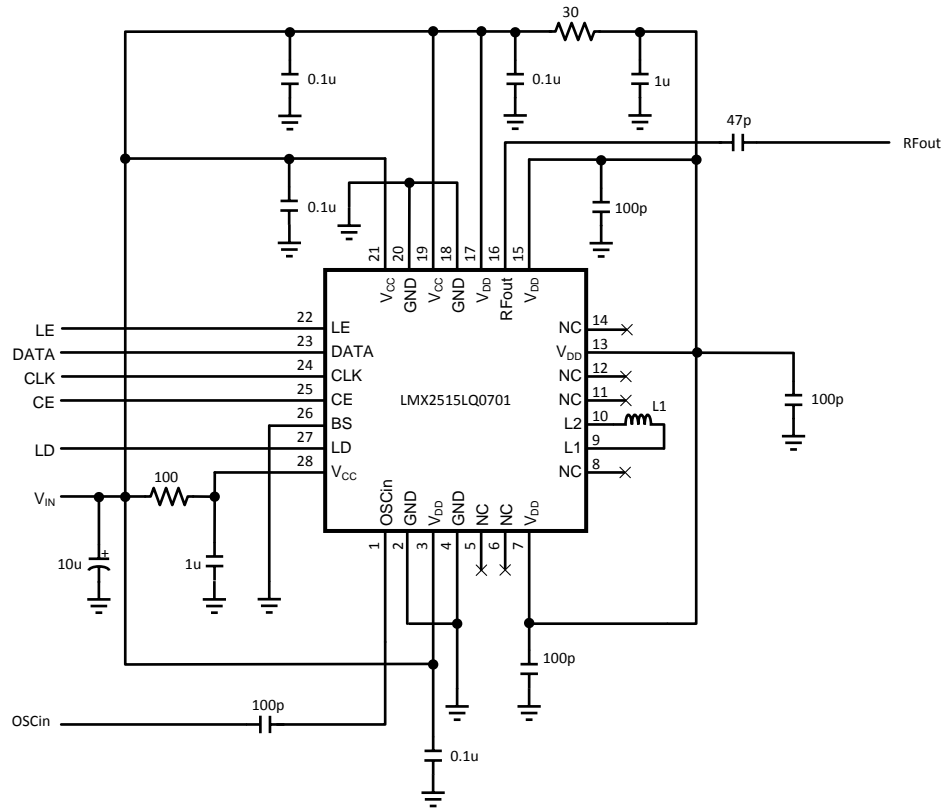 30
0.1u
0.1u
1u
47p
RFout
0.1u
100p
21
20
19
18
17
16
15
VCC
GND
VCC
GND
VDD
RFout
VDD
LE
22
LE
DATA
23
DATA
CLK
24
CLK
CE
25
CE
26
BS
LD
27
LD
28
VCC
LMX2515LQ0701
NC
14
VDD
13
NC
12
NC
11
L2
10
L1
L1
9
NC
8
100p
VIN
100
10u
+
1u
OSCin
GND
VDD
GND
NC
NC
VDD
1
2
3
4
5
6
7
100p
OSCin
100p
0.1u